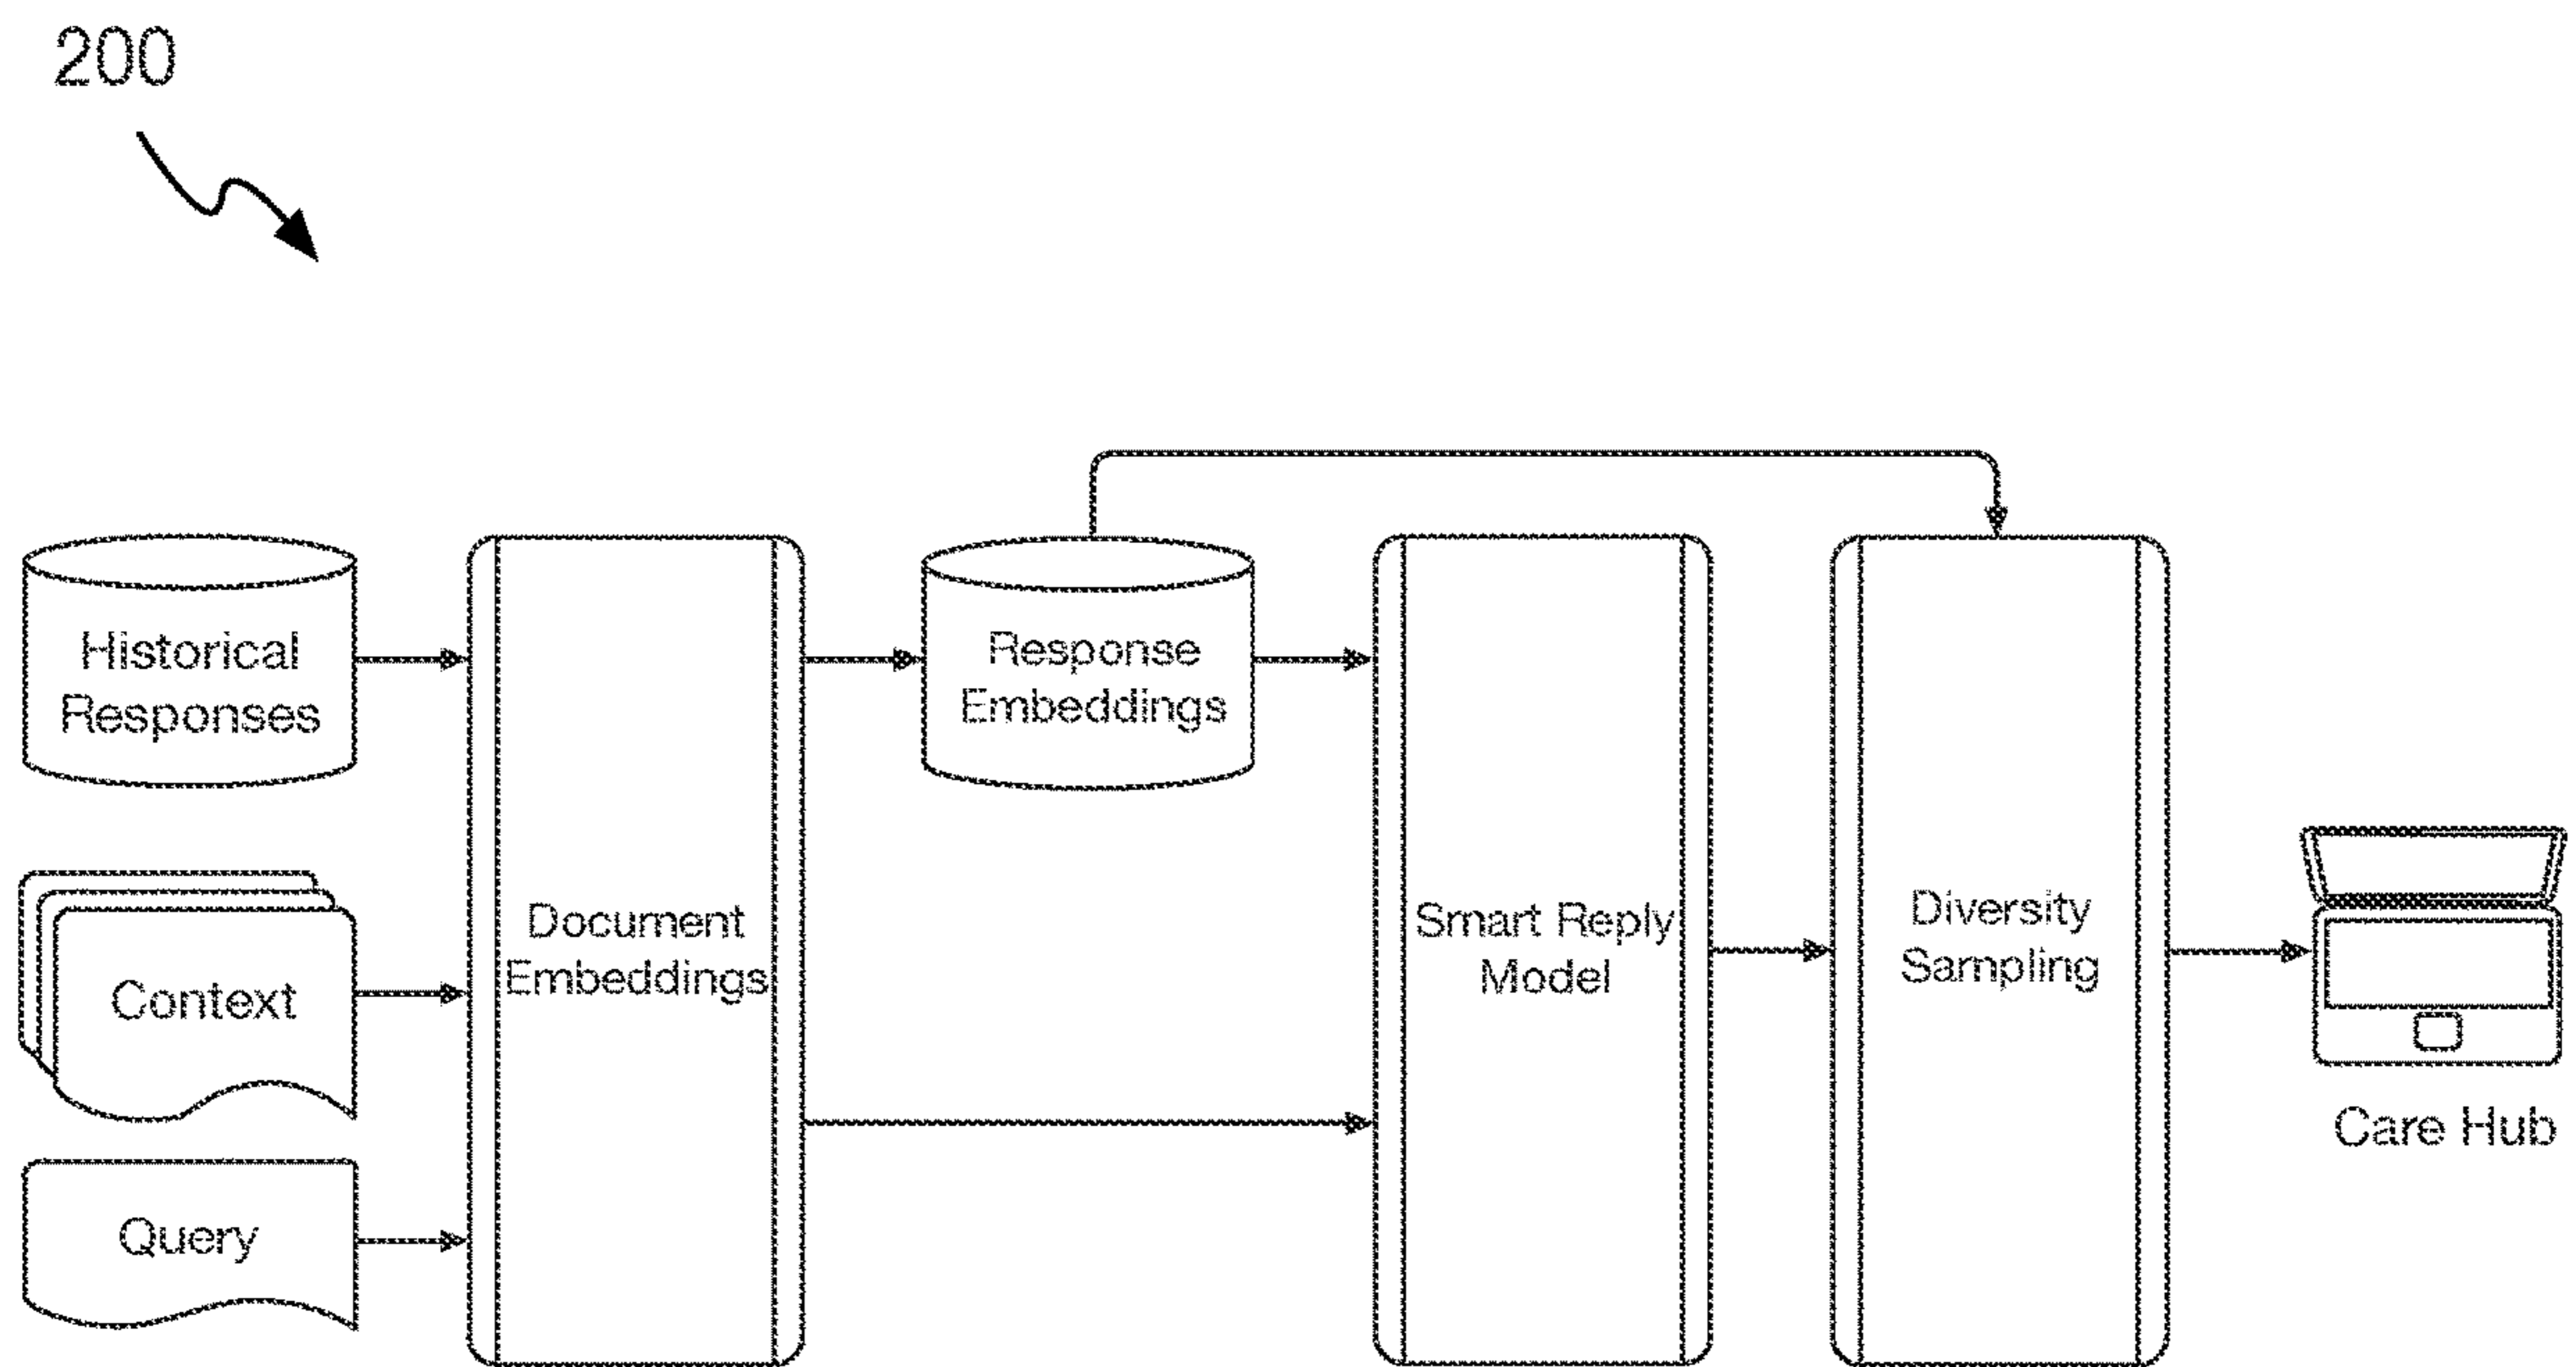 200
Historical
Responses
Context
Query
Document
Embeddings
Response
Embeddings
Smart Reply
Model
Diversity
Sampling
Care Hub